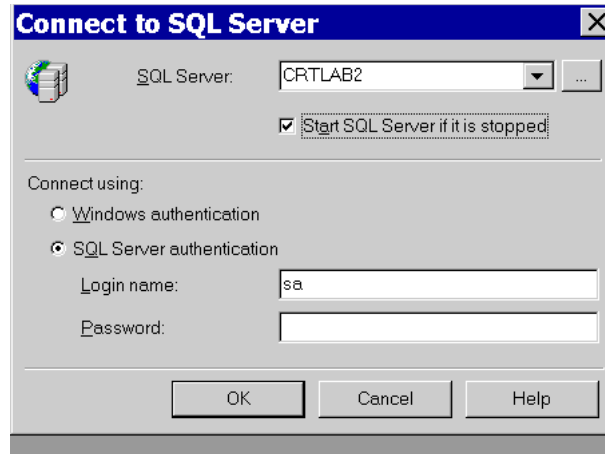 Connect to SQL Server
SQL Server: CRTLAB2 ...
Start SQL Server if it is stopped
Connect using:
Windows authentication
SQL Server authentication
Login name: sa
Password:
OK Cancel Help